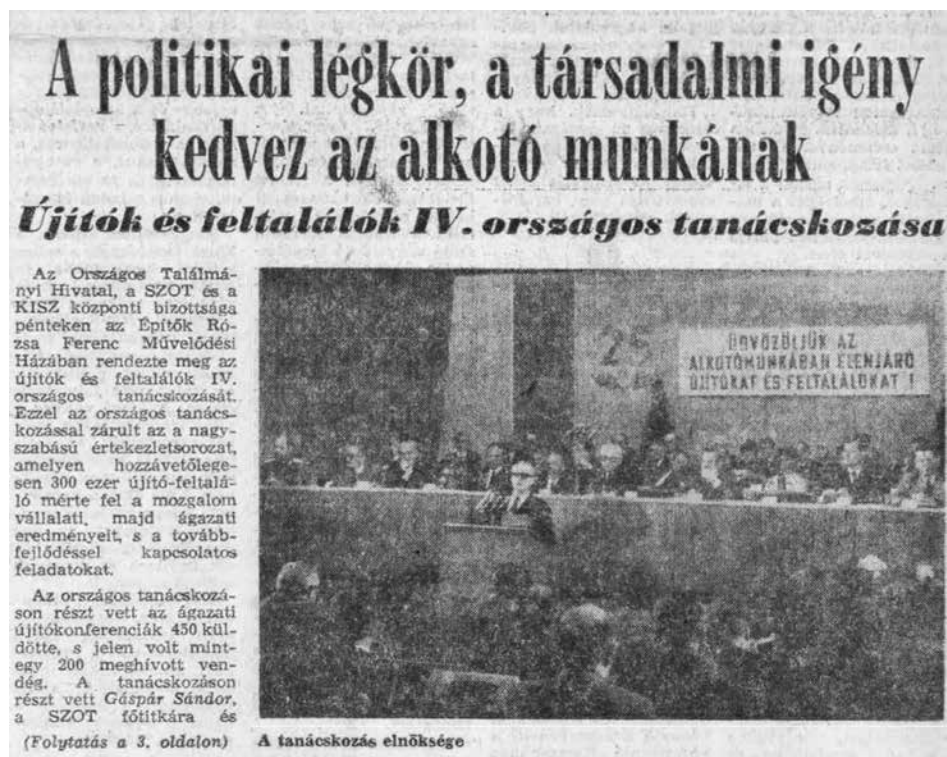 A politikai légkör, a társadalmi igény
kedvez az alkotó munkának
Újítók és feltalálók IV. országos tanácskozása
Az Országos Találmá-
nyi Hivatal, a SZOT és a
KISZ központi bizottsága
pénteken az Építők Ró-
zsa Ferenc Művelődési
Házában rendezte meg az
újítók és feltalálók IV.
országos tanácskozását.
Ezzel az országos tanács-
kozással zárult az a nagy-
szabású értekezletsorozat,
amelyen hozzávetőlege-
sen 300 ezer újító-feltalá-
ló mérte fel a mozgalom
vállalati, majd ágazati
eredményeit, s a tovább-
fejlődéssel kapcsolatos
feladatokat.
Az országos tanácskozá-
son részt vett az ágazati
újítókonferenciák 450 kül-
dötte, s jelen volt mint-
egy 200 meghívott ven-
dég. A tanácskozáson
részt vett Gáspár Sándor,
a SZOT főtitkára és
(Folytatás a 3. oldalon)
25
ÜDVÖZÖLJÜK AZ
ALKOTÓMUNKÁBAN ÉLENJÁRÓ
ÚJÍTÓKAT ÉS FELTALÁLÓKAT !
A tanácskozás elnöksége